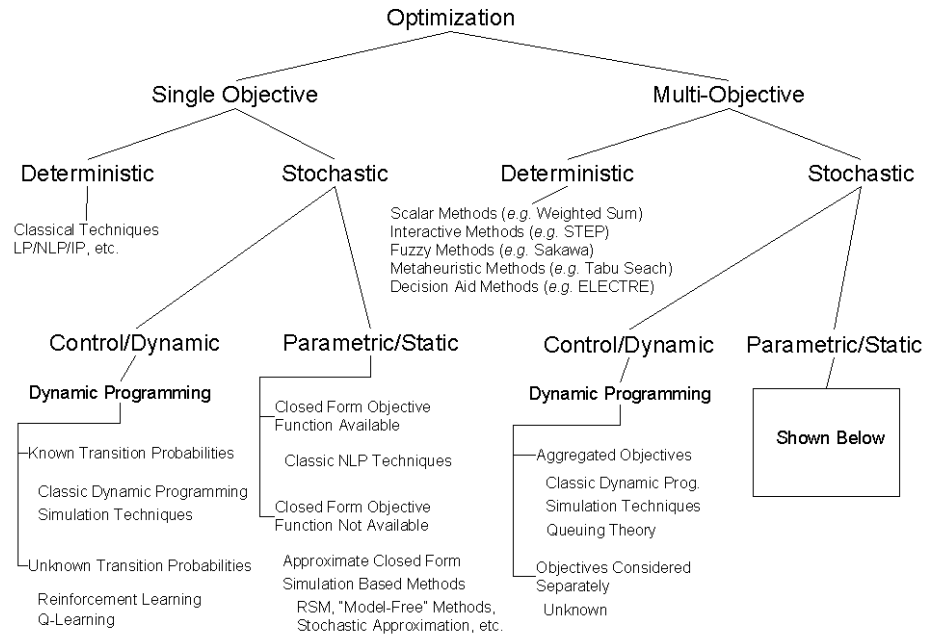 Optimization
Single Objective
Multi-Objective
Deterministic
Stochastic
Deterministic
Stochastic
Classical Techniques
LP/NLP/IP, etc.
Scalar Methods (e.g. Weighted Sum)
Interactive Methods (e.g. STEP)
Fuzzy Methods (e.g. Sakawa)
Metaheuristic Methods (e.g. Tabu Seach)
Decision Aid Methods (e.g. ELECTRE)
Control/Dynamic
Parametric/Static
Control/Dynamic
Parametric/Static
Dynamic Programming
Known Transition Probabilities
Classic Dynamic Programming
Simulation Techniques
Unknown Transition Probabilities
Reinforcement Learning
Q-Learning
Closed Form Objective
Function Available
Classic NLP Techniques
Closed Form Objective
Function Not Available
Approximate Closed Form
Simulation Based Methods
RSM, "Model-Free" Methods,
Stochastic Approximation, etc.
Dynamic Programming
Aggregated Objectives
Classic Dynamic Prog.
Simulation Techniques
Queuing Theory
Objectives Considered
Separately
Unknown
Shown Below